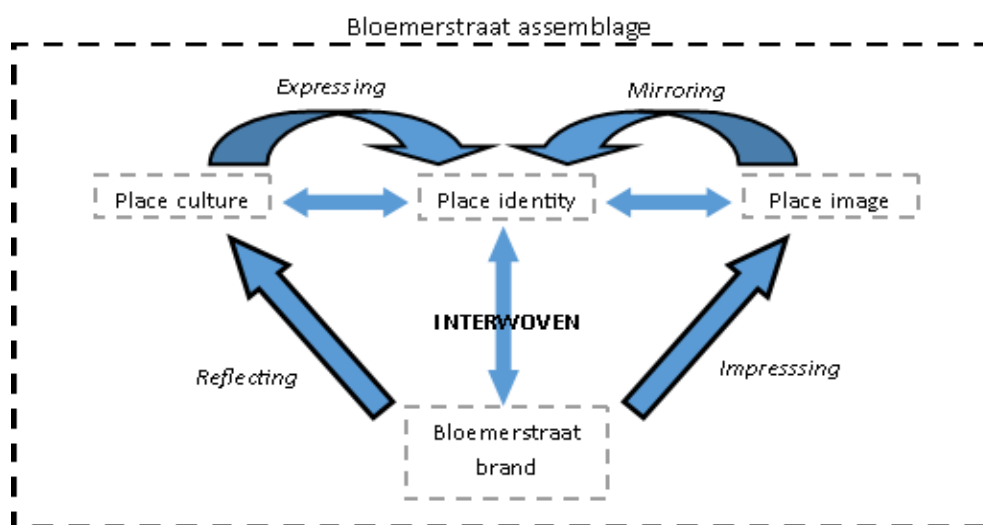 Bloemerstraat assemblage
Expressing
Mirroring
Place culture
Place identity
Place image
INTERWOVEN
Reflecting
Impresssing
Bloemerstraat
brand